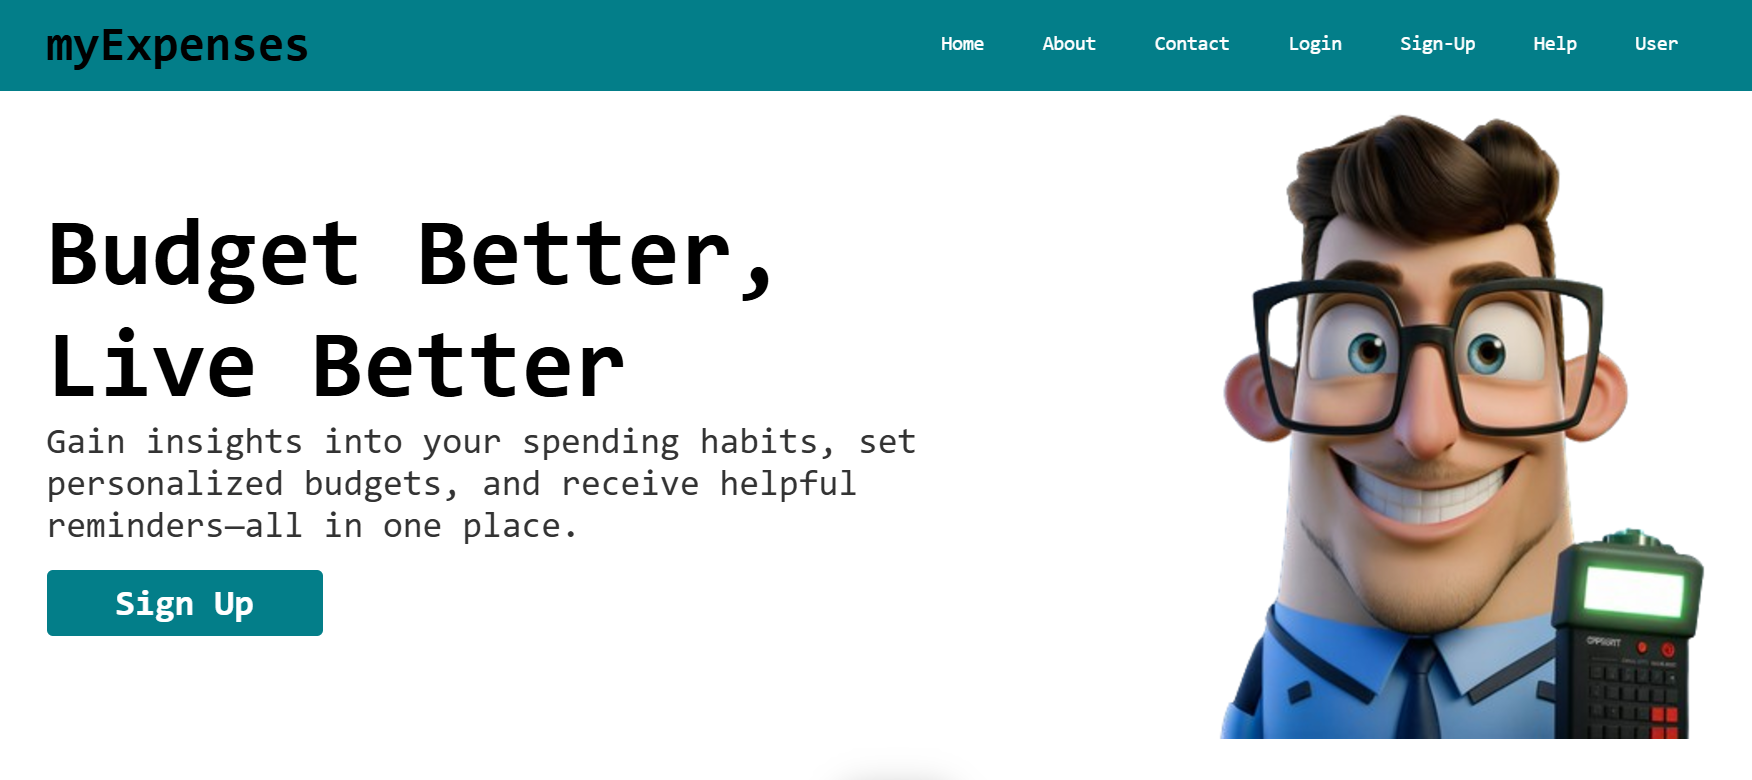 myExpenses
Home About Contact Login Sign-Up Help User
Budget Better,
Live Better
Gain insights into your spending habits, set
personalized budgets, and receive helpful
reminders—all in one place.
Sign Up